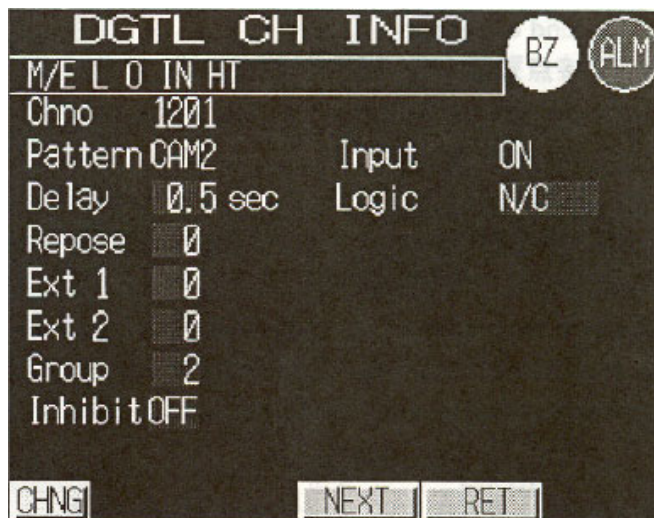 DGTL CH INFO
BZ
ALM
M/E L O IN HT
Chno 1201
Pattern CAM2 Input ON
Delay 0.5 sec Logic N/C
Repose 0
Ext 1 0
Ext 2 0
Group 2
Inhibit OFF
CHNG NEXT RET